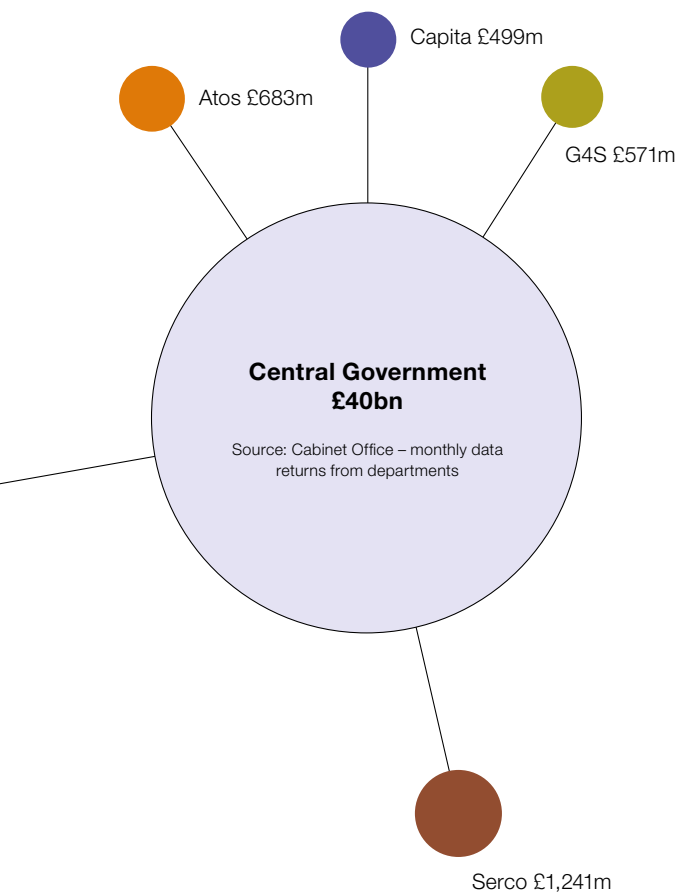 Capita £499m
Atos £683m
G4S £571m
Central Government
£40bn
Source: Cabinet Office – monthly data
returns from departments
Serco £1,241m